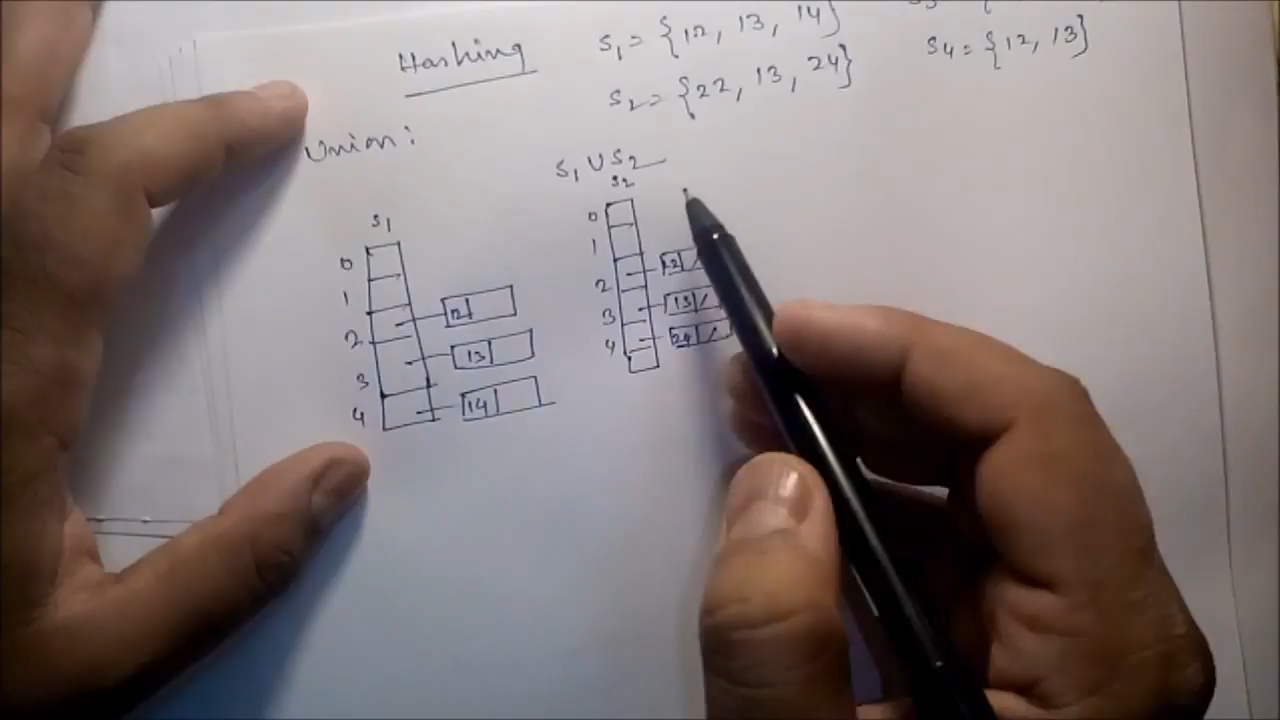 Hashing
S₁ = {12, 13, 14}
S₂ = {22, 13, 24}
S₄ = {12, 13}
Union:
S₁ ∪ S₂
S₁
0
1
2 12
3 13
4 14
S₂
0
1
2
3 13 /
4 24 /